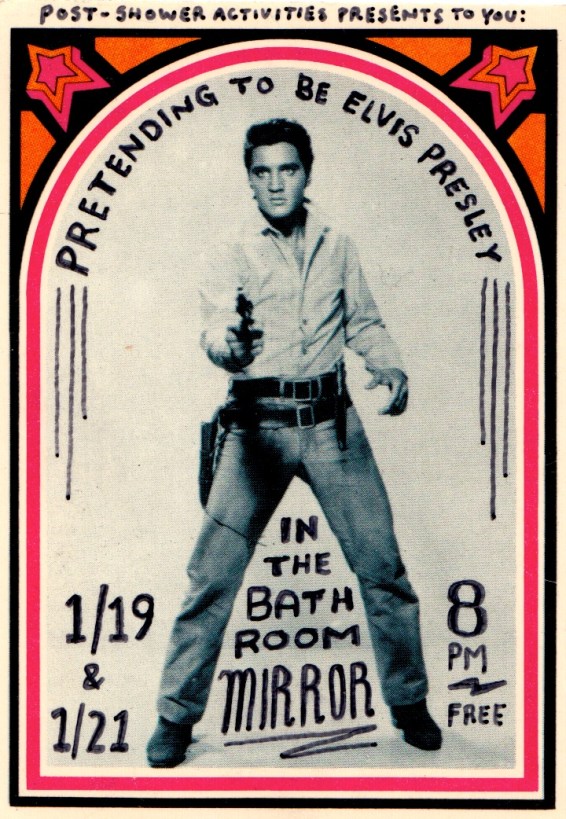 POST-SHOWER ACTIVITIES PRESENTS TO YOU:
PRETENDING TO BE ELVIS PRESLEY
IN
THE
BATH
ROOM
MIRROR
1/19
&
1/21
8
PM
FREE